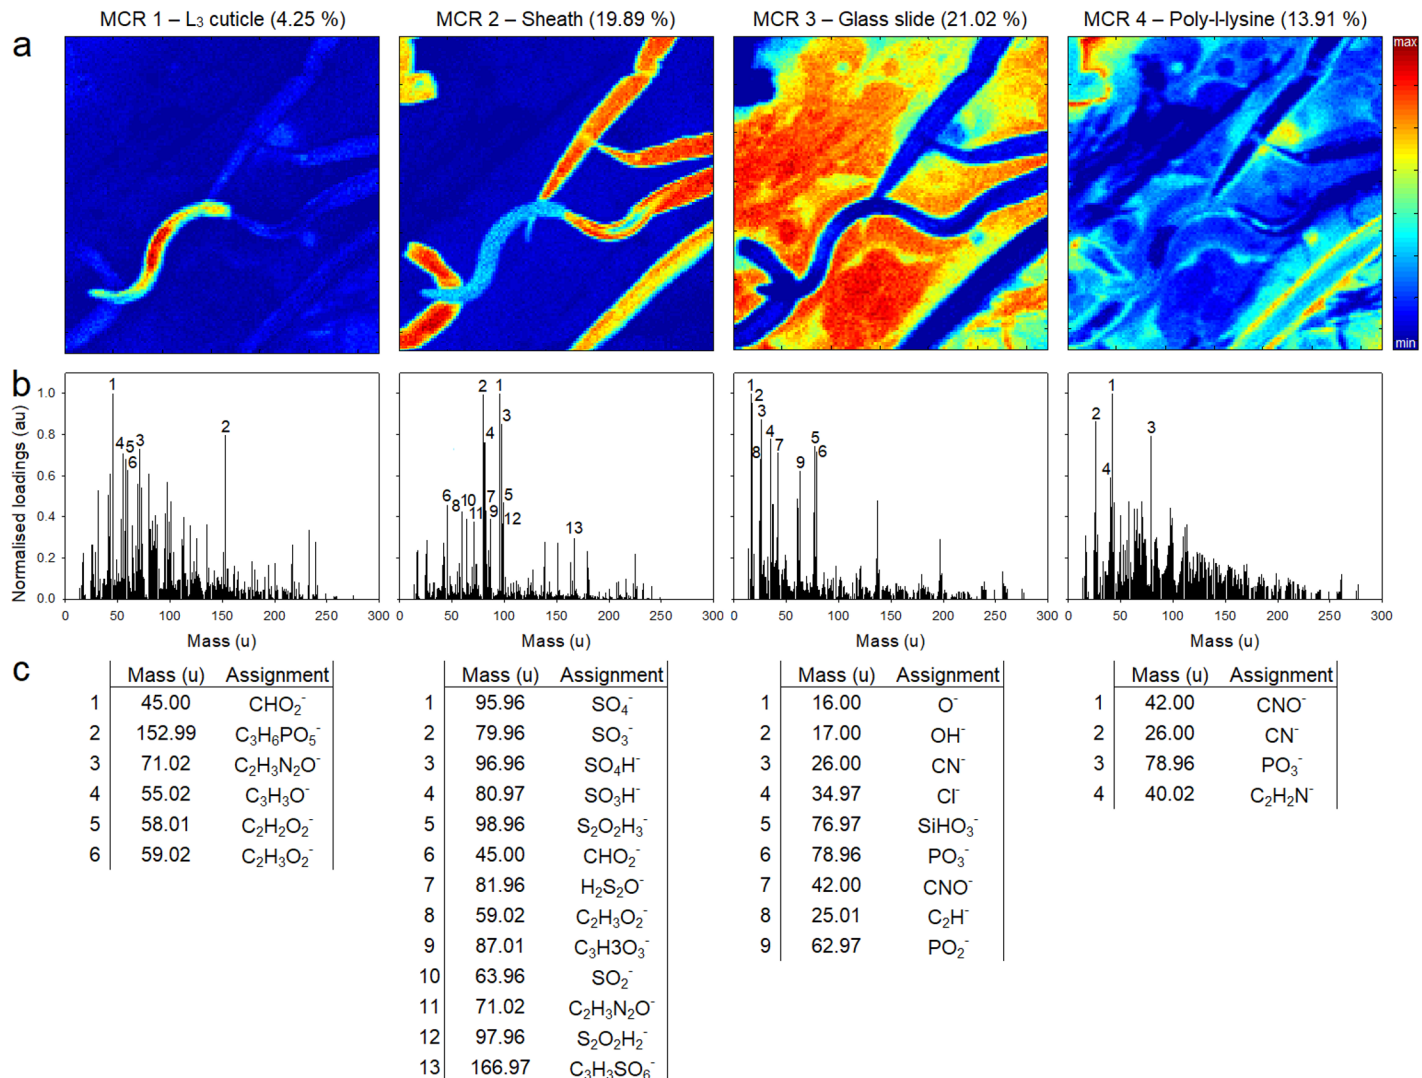 MCR 1 – L₃ cuticle (4.25 %) MCR 2 – Sheath (19.89 %) MCR 3 – Glass slide (21.02 %) MCR 4 – Poly-l-lysine (13.91 %)
a
max
min
b
1 2 1 1 1
4 5 3 2 6 4 3 2 3 2 3
1.0
0.8
0.6
0.4
0.2
0.0
6 8 10 11 7 9 5 12 13 8 4 7 5 6 9 4
Normalised loadings (au)
0 50 100 150 200 250 300 0 50 100 150 200 250 300 0 50 100 150 200 250 300 0 50 100 150 200 250 300
Mass (u) Mass (u) Mass (u) Mass (u)
c
Mass (u) Assignment
1 45.00 CHO₂⁻
2 152.99 C₃H₆PO₅⁻
3 71.02 C₂H₃N₂O⁻
4 55.02 C₃H₃O⁻
5 58.01 C₂H₂O₂⁻
6 59.02 C₂H₃O₂⁻
Mass (u) Assignment
1 95.96 SO₄⁻
2 79.96 SO₃⁻
3 96.96 SO₄H⁻
4 80.97 SO₃H⁻
5 98.96 S₂O₂H₃⁻
6 45.00 CHO₂⁻
7 81.96 H₂S₂O⁻
8 59.02 C₂H₃O₂⁻
9 87.01 C₃H3O₃⁻
10 63.96 SO₂⁻
11 71.02 C₂H₃N₂O⁻
12 97.96 S₂O₂H₂⁻
13 166.97 C₃H₃SO₆⁻
Mass (u) Assignment
1 16.00 O⁻
2 17.00 OH⁻
3 26.00 CN⁻
4 34.97 Cl⁻
5 76.97 SiHO₃⁻
6 78.96 PO₃⁻
7 42.00 CNO⁻
8 25.01 C₂H⁻
9 62.97 PO₂⁻
Mass (u) Assignment
1 42.00 CNO⁻
2 26.00 CN⁻
3 78.96 PO₃⁻
4 40.02 C₂H₂N⁻